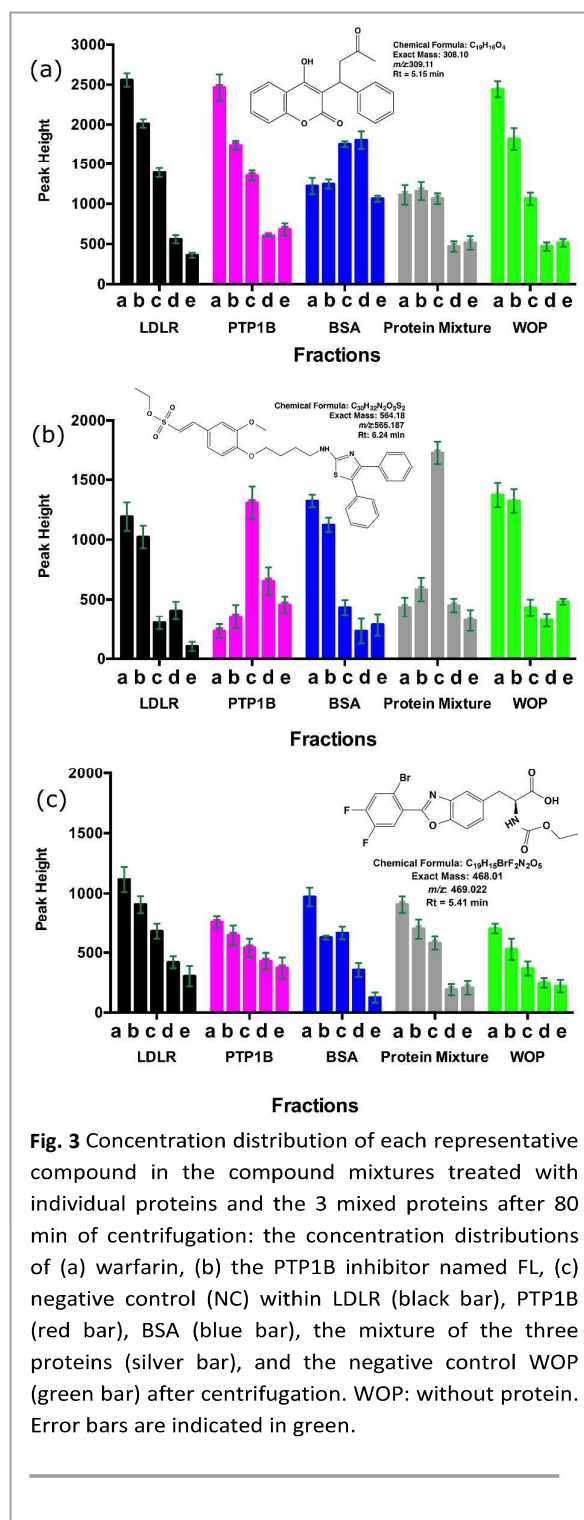 (a)
3000
2500
2000
1500
1000
500
0
Peak Height
OH
O
O
O
Chemical Formula: C₁₉H₁₆O₄
Exact Mass: 308.10
m/z:309.11
Rt = 5.15 min
a b c d e a b c d e a b c d e a b c d e a b c d e
LDLR PTP1B BSA Protein Mixture WOP
Fractions
(b)
2000
1500
1000
500
0
Peak Height
O
O
S
O
O
O
HN
N
S
Chemical Formula: C₃₀H₃₂N₂O₅S₂
Exact Mass: 564.18
m/z:565.187
Rt: 6.24 min
a b c d e a b c d e a b c d e a b c d e a b c d e
LDLR PTP1B BSA Protein Mixture WOP
Fractions
(c)
2000
1500
1000
500
0
Peak Height
Br
F
F
N
O
O
OH
HN
O
O
Chemical Formula: C₁₉H₁₅BrF₂N₂O₅
Exact Mass: 468.01
m/z: 469.022
Rt = 5.41 min
a b c d e a b c d e a b c d e a b c d e a b c d e
LDLR PTP1B BSA Protein Mixture WOP
Fractions
Fig. 3 Concentration distribution of each representative
compound in the compound mixtures treated with
individual proteins and the 3 mixed proteins after 80
min of centrifugation: the concentration distributions
of (a) warfarin, (b) the PTP1B inhibitor named FL, (c)
negative control (NC) within LDLR (black bar), PTP1B
(red bar), BSA (blue bar), the mixture of the three
proteins (silver bar), and the negative control WOP
(green bar) after centrifugation. WOP: without protein.
Error bars are indicated in green.